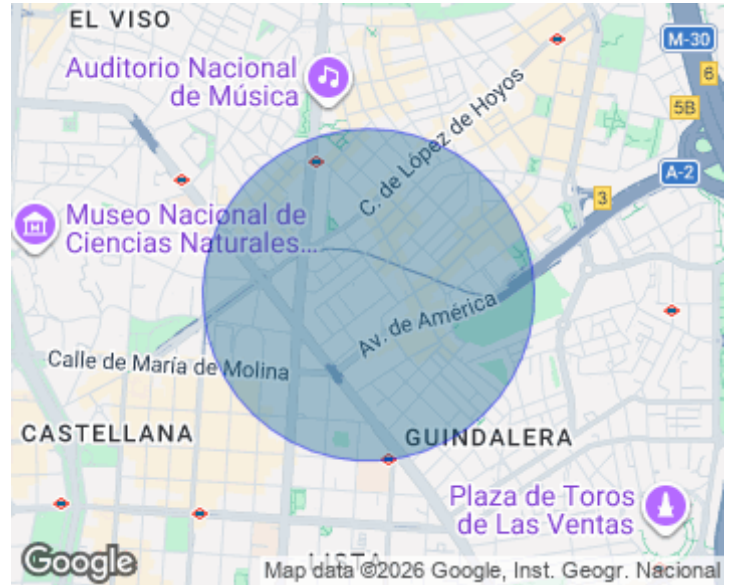 EL VISO
Auditorio Nacional
de Música
M-30
6
5B
C. de López de Hoyos
A-2
3
Museo Nacional de
Ciencias Naturales...
Av. de América
Calle de María de Molina
CASTELLANA
GUINDALERA
Plaza de Toros
de Las Ventas
LISTA
Google
Map data ©2026 Google, Inst. Geogr. Nacional